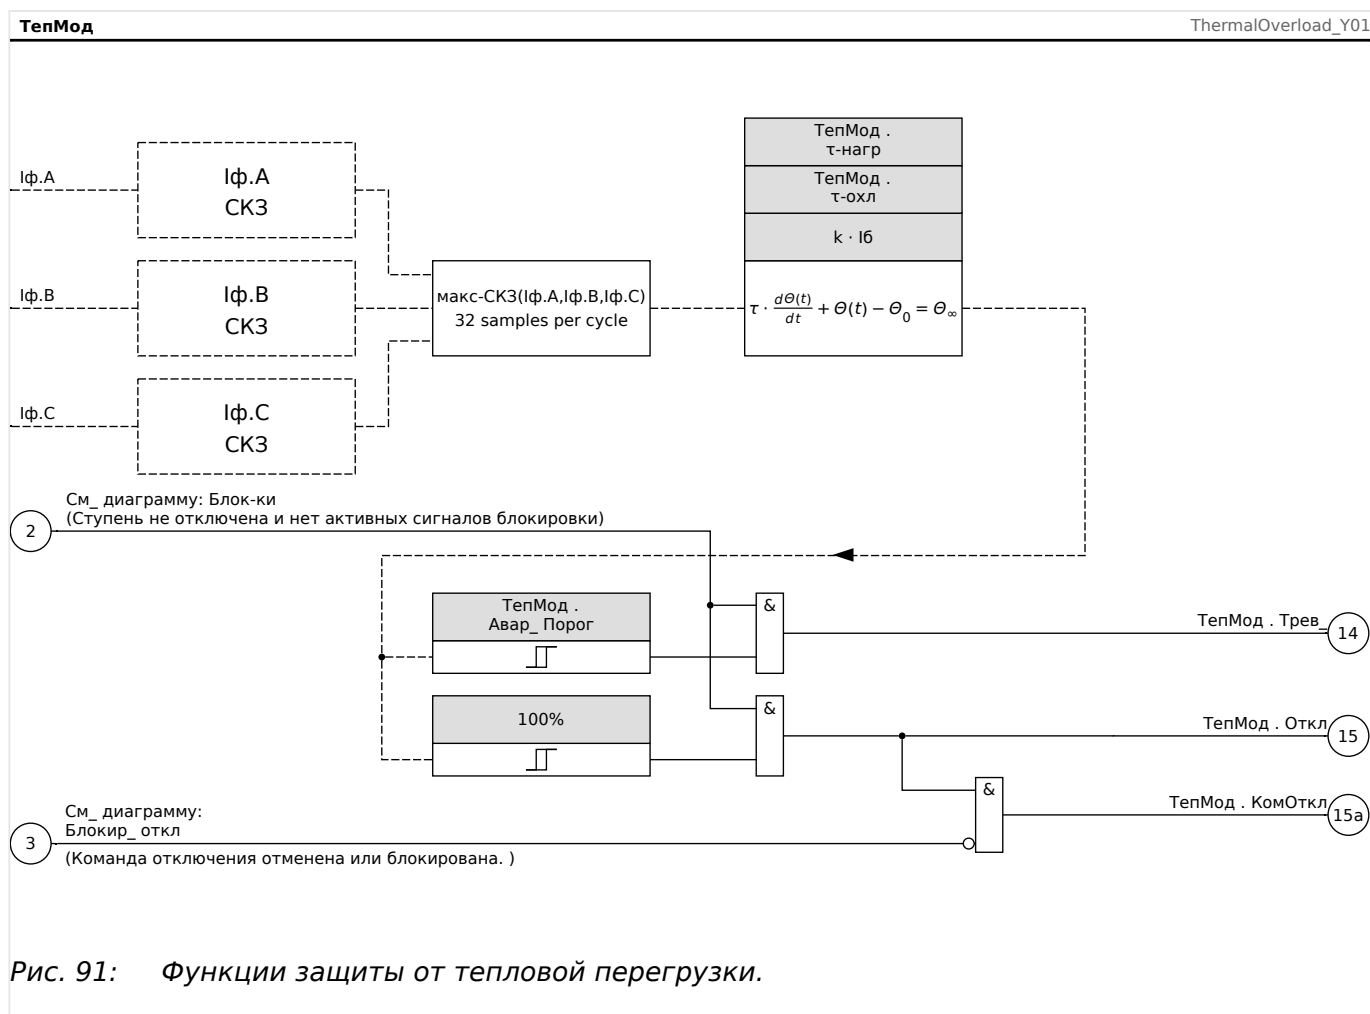 ТепМод
ThermalOverload_Y01
Iф.A
Iф.A
СКЗ
Iф.B
Iф.B
СКЗ
Iф.C
Iф.C
СКЗ
макс-СКЗ(Iф.A,Iф.B,Iф.C)
32 samples per cycle
ТепМод .
τ-нагр
ТепМод .
τ-охл
k · Iб
τ · dΘ(t)/dt + Θ(t) − Θ₀ = Θ∞
См_ диаграмму: Блок-ки
(Ступень не отключена и нет активных сигналов блокировки)
2
ТепМод .
Авар_ Порог
&
ТепМод . Трев_
14
100%
&
ТепМод . Откл
15
&
ТепМод . КомОткл
15a
См_ диаграмму:
Блокир_ откл
3
(Команда отключения отменена или блокирована. )
Рис. 91: Функции защиты от тепловой перегрузки.